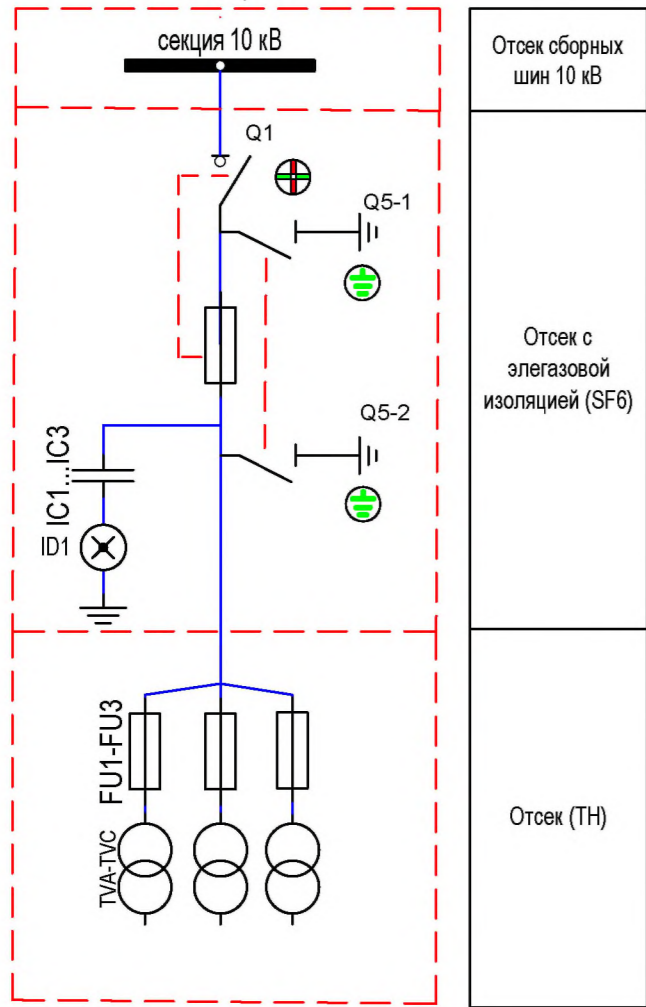 секция 10 кВ
Отсек сборных
шин 10 кВ
Q1
Q5-1
Отсек с
элегазовой
изоляцией (SF6)
Q5-2
IC1...IC3
ID1
FU1-FU3
TVA-TVC
Отсек (ТН)